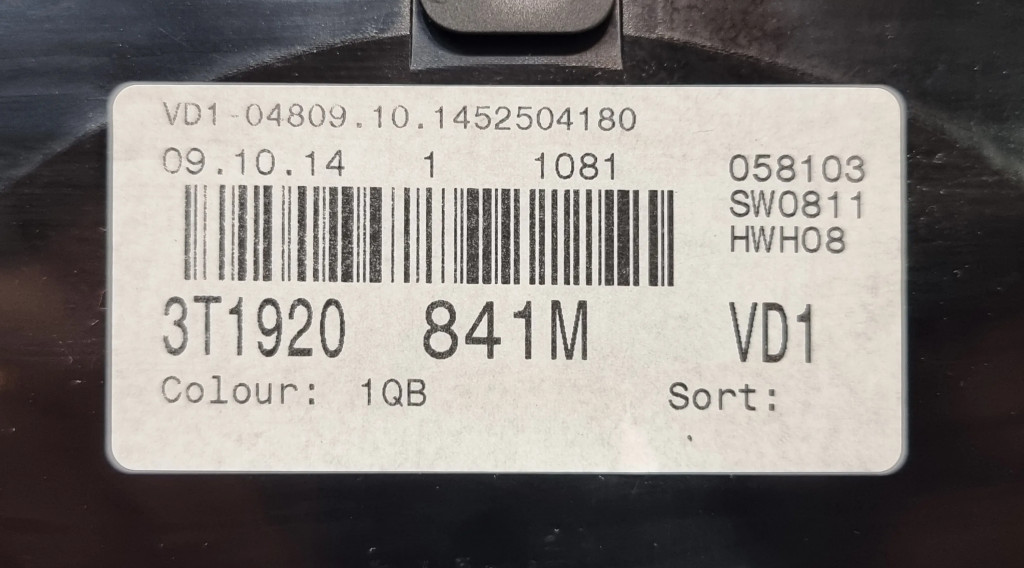 VD1-04809.10.1452504180
09.10.14 1 1081 058103
SW0811
HWH08
3T1920 841M VD1
Colour: 1QB Sort: